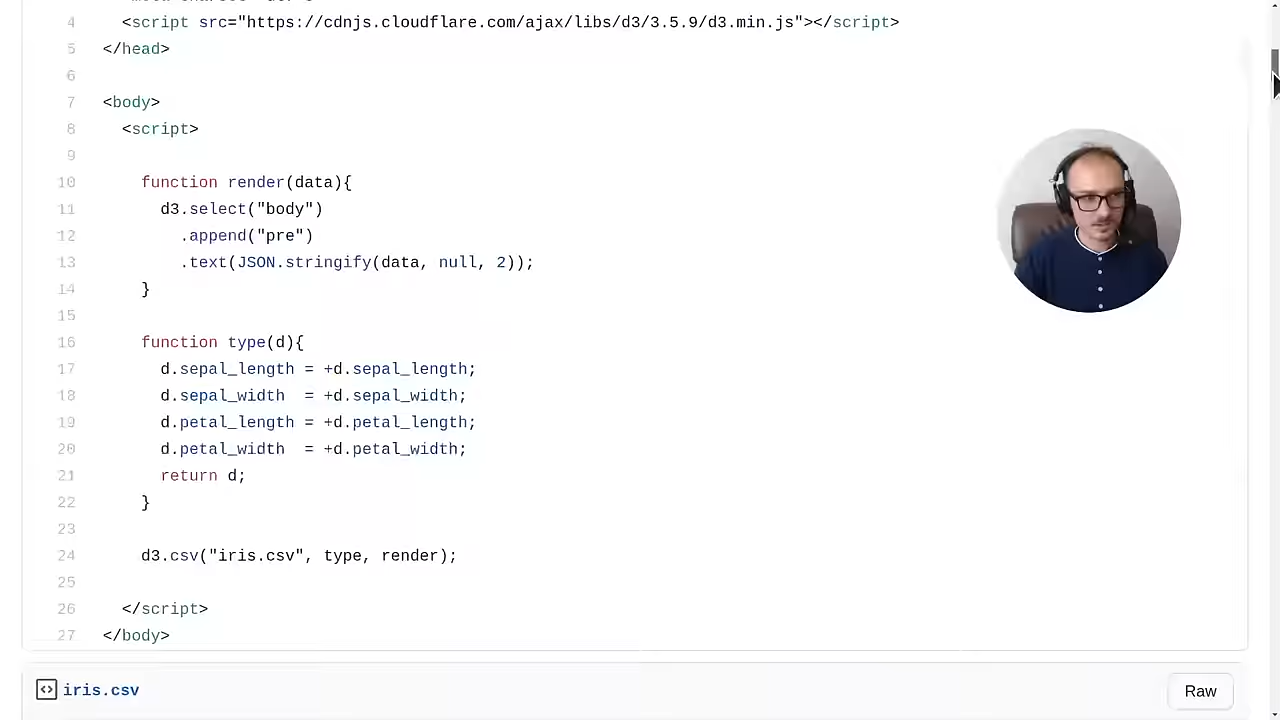 4 <script src="https://cdnjs.cloudflare.com/ajax/libs/d3/3.5.9/d3.min.js"></script>
5 </head>
6
7 <body>
8 <script>
9
10 function render(data){
11 d3.select("body")
12 .append("pre")
13 .text(JSON.stringify(data, null, 2));
14 }
15
16 function type(d){
17 d.sepal_length = +d.sepal_length;
18 d.sepal_width  = +d.sepal_width;
19 d.petal_length = +d.petal_length;
20 d.petal_width  = +d.petal_width;
21 return d;
22 }
23
24 d3.csv("iris.csv", type, render);
25
26 </script>
27 </body>
iris.csv
Raw